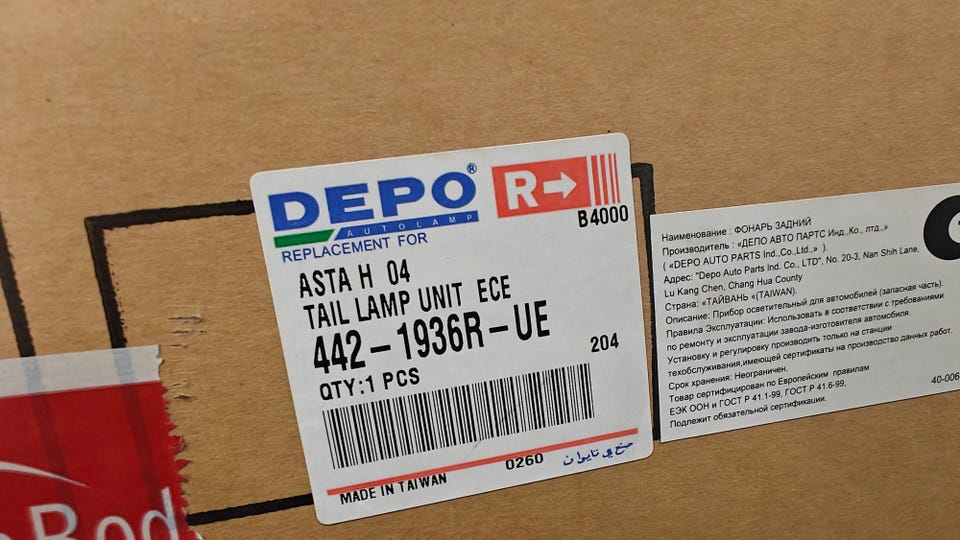 DEPO®
AUTOLAMP
REPLACEMENT FOR
R
B4000
ASTA H 04
TAIL LAMP UNIT ECE
442-1936R-UE
QTY:1 PCS
204
MADE IN TAIWAN
0260
صنع في تايوان
Наименование : ФОНАРЬ ЗАДНИЙ
Производитель : «ДЕПО АВТО ПАРТС Инд.,Ко., лтд.,»
( «DEPO AUTO PARTS Ind.,Co.,Ltd.,» ).
Адрес: "Depo Auto Parts Ind. Co., LTD", No. 20-3, Nan Shih Lane,
Lu Kang Chen, Chang Hua County
Страна: «ТАЙВАНЬ «(TAIWAN).
Описание: Прибор осветительный для автомобилей (запасная часть).
Правила Эксплуатации: Использовать в соответствии с требованиями
по ремонту и эксплуатации завода-изготовителя автомобиля.
Установку и регулировку производить только на станции
техобслуживания,имеющей сертификаты на производство данных работ.
Срок хранения: Неограничен.
Товар сертифицирован по Европейским правилам
ЕЭК ООН и ГОСТ Р 41.1-99, ГОСТ Р 41.6-99,
Подлежит обязательной сертификации.
40-006
Bod